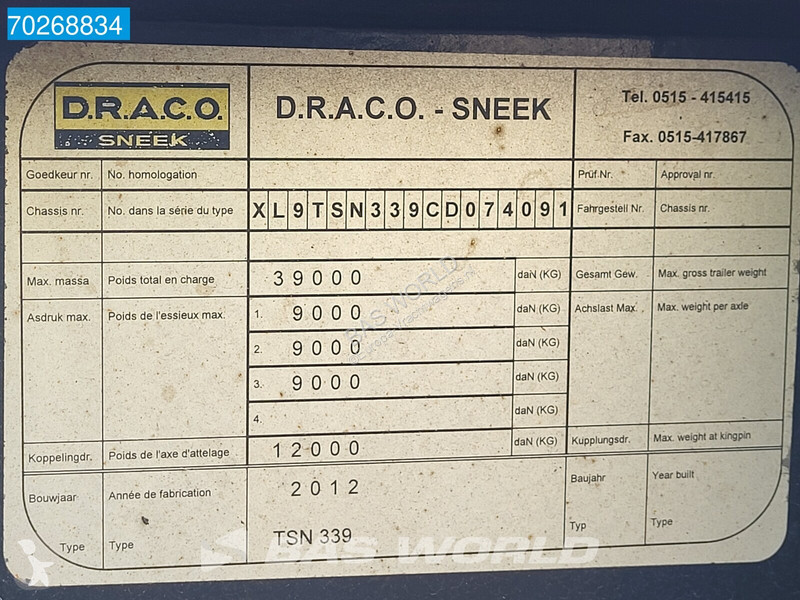 70268834
D.R.A.C.O.
SNEEK
D.R.A.C.O. - SNEEK
Tel. 0515 - 415415
Fax. 0515-417867
Goedkeur nr. No. homologation Prüf.Nr. Approval nr.
Chassis nr. No. dans la série du type XL9TSN339CD074091 Fahrgestell Nr. Chassis nr.
Max. massa Poids total en charge 39000 daN (KG) Gesamt Gew. Max. gross trailer weight
Asdruk max. Poids de l'essieux max. 1. 9000 daN (KG) Achslast Max. Max. weight per axle
2. 9000 daN (KG)
3. 9000 daN (KG)
4. daN (KG)
Koppelingdr. Poids de l'axe d'attelage 12000 daN (KG) Kupplungsdr. Max. weight at kingpin
Bouwjaar Année de fabrication 2012 Baujahr Year built
Type Type TSN 339 Typ Type
BAS WORLD
BAS WORLD